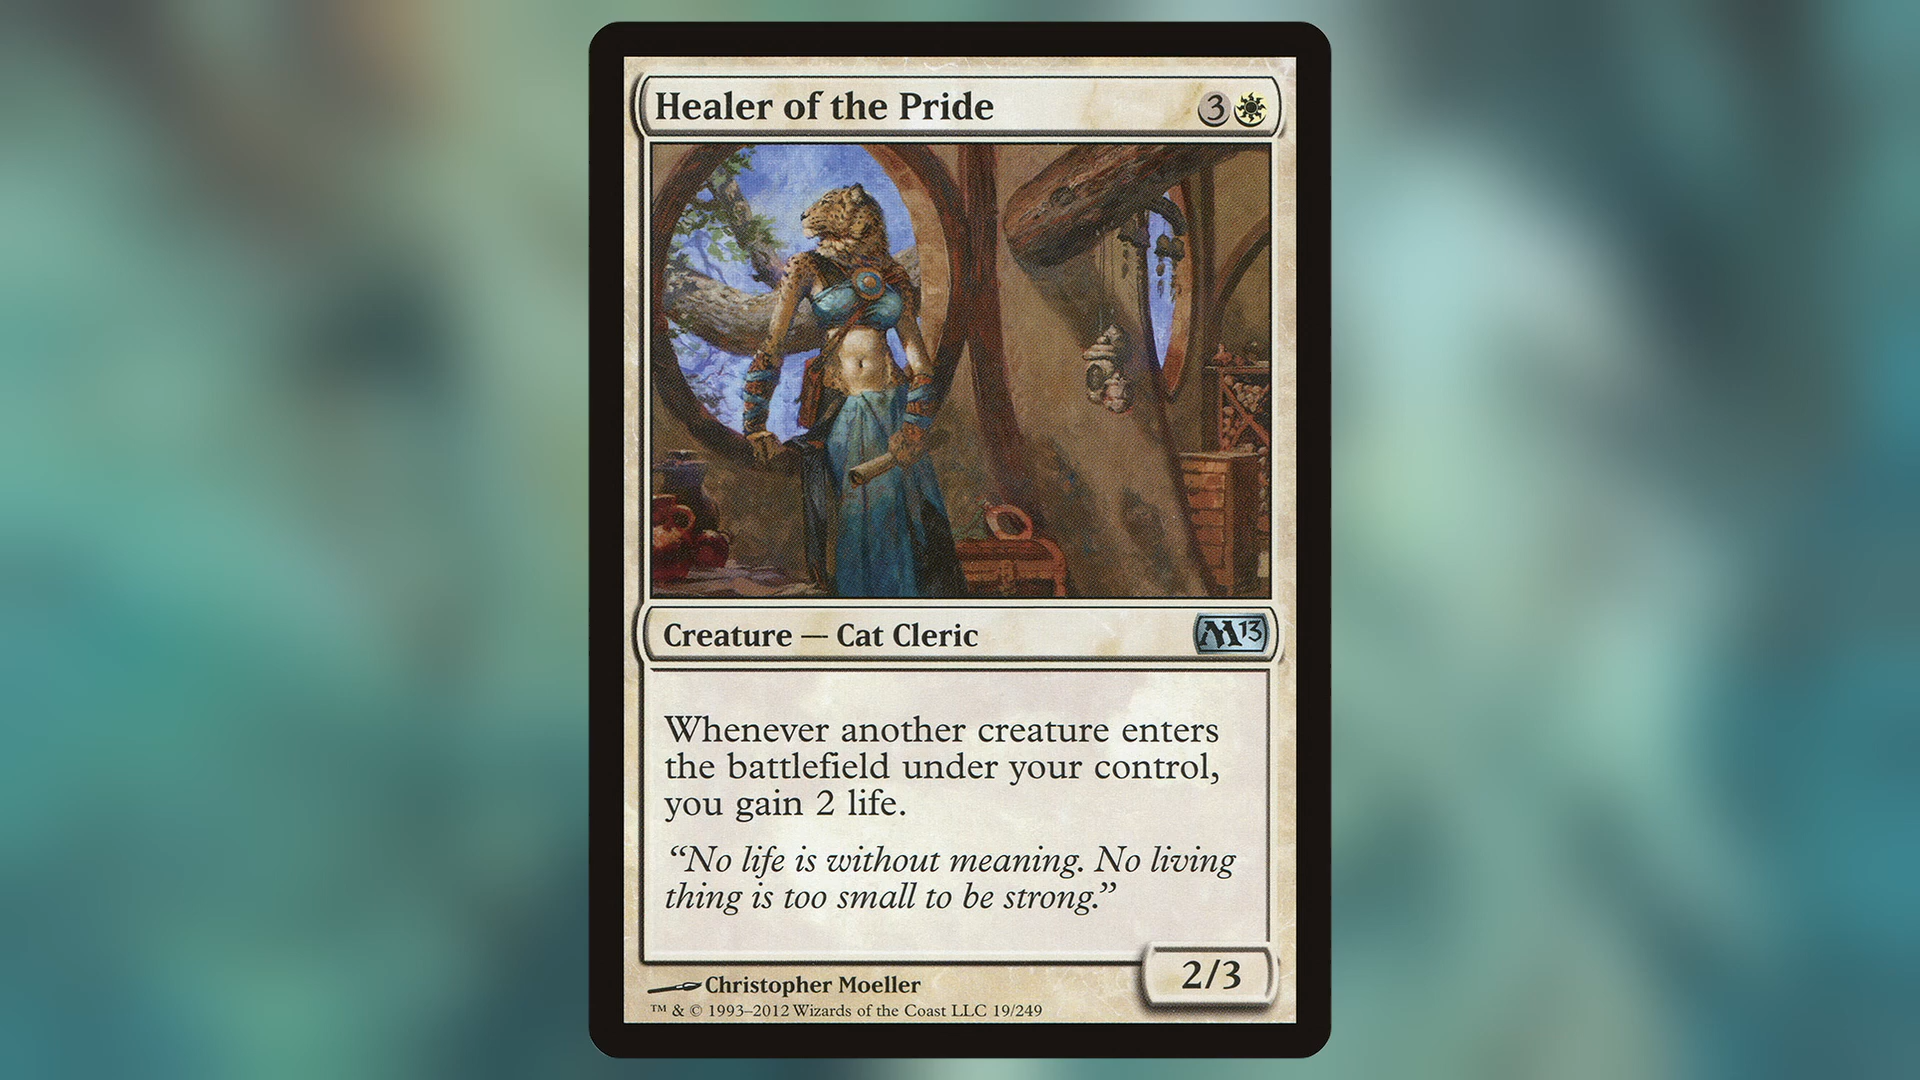 Healer of the Pride 3
Creature — Cat Cleric M13
Whenever another creature enters
the battlefield under your control,
you gain 2 life.
“No life is without meaning. No living
thing is too small to be strong.”
2/3
Christopher Moeller
™ & © 1993–2012 Wizards of the Coast LLC 19/249